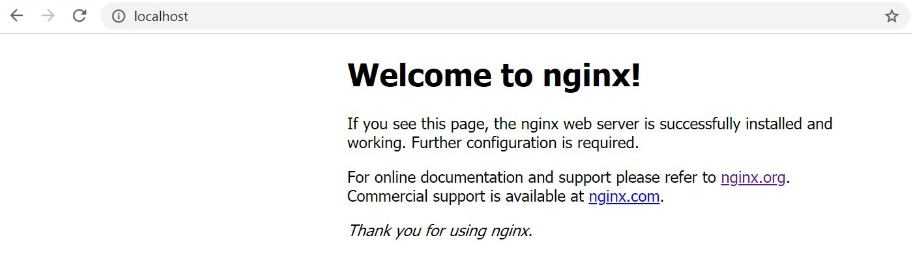 localhost
Welcome to nginx!
If you see this page, the nginx web server is successfully installed and
working. Further configuration is required.
For online documentation and support please refer to nginx.org.
Commercial support is available at nginx.com.
Thank you for using nginx.